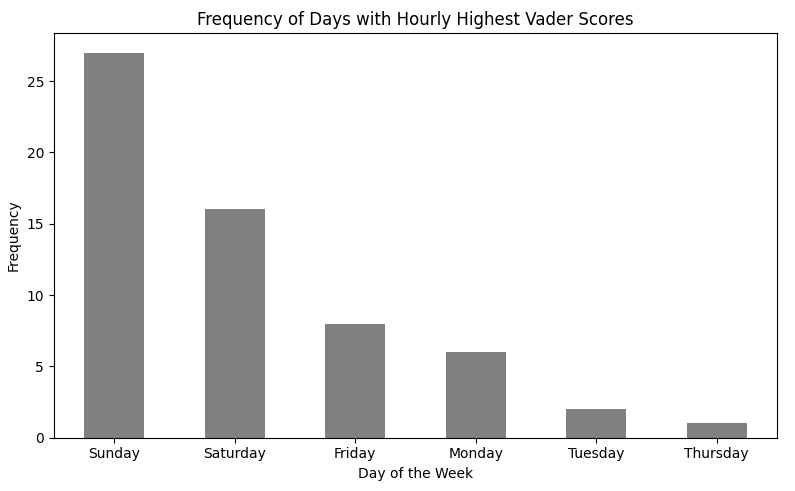 Frequency of Days with Hourly Highest Vader Scores
Frequency
25
20
15
10
5
0
Sunday Saturday Friday Monday Tuesday Thursday
Day of the Week